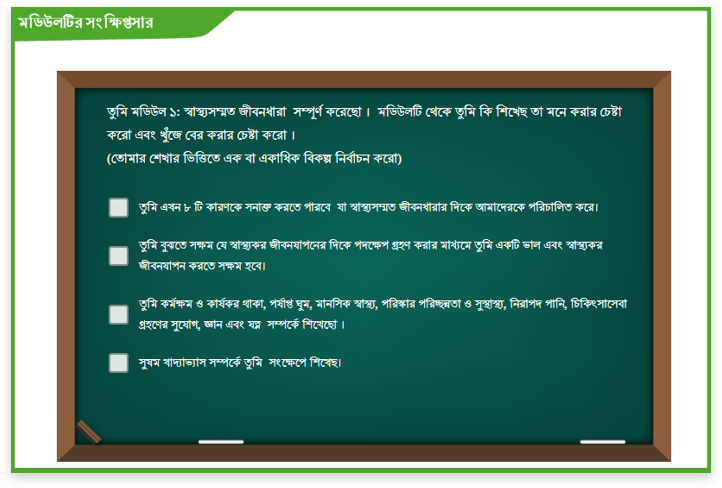 মডিউলটির সংক্ষিপ্তসার
তুমি মডিউল ১: স্বাস্থ্যসম্মত জীবনধারা সম্পূর্ণ করেছো । মডিউলটি থেকে তুমি কি শিখেছ তা মনে করার চেষ্টা
করো এবং খুঁজে বের করার চেষ্টা করো ।
(তোমার শেখার ভিত্তিতে এক বা একাধিক বিকল্প নির্বাচন করো)
তুমি এখন ৮ টি কারণকে সনাক্ত করতে পারবে যা স্বাস্থ্যসম্মত জীবনধারার দিকে আমাদেরকে পরিচালিত করে।
তুমি বুঝতে সক্ষম যে স্বাস্থ্যকর জীবনযাপনের দিকে পদক্ষেপ গ্রহণ করার মাধ্যমে তুমি একটি ভাল এবং স্বাস্থ্যকর
জীবনযাপন করতে সক্ষম হবে।
তুমি কর্মক্ষম ও কার্যকর থাকা, পর্যাপ্ত ঘুম, মানসিক স্বাস্থ্য, পরিস্কার পরিচ্ছন্নতা ও সুস্বাস্থ্য, নিরাপদ পানি, চিকিৎসাসেবা
গ্রহণের সুযোগ, জ্ঞান এবং যত্ন সম্পর্কে শিখেছো ।
সুষম খাদ্যাভ্যাস সম্পর্কে তুমি সংক্ষেপে শিখেছ।